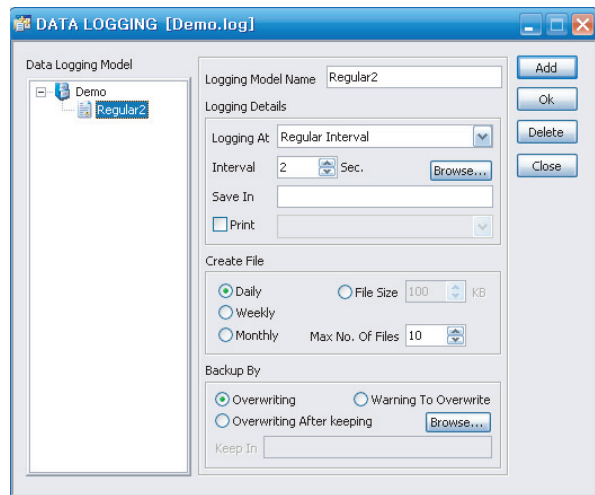 DATA LOGGING [Demo.log]
Data Logging Model
Demo
Regular2
Logging Model Name Regular2
Logging Details
Logging At Regular Interval
Interval 2 Sec. Browse...
Save In
Print
Create File
Daily File Size 100 KB
Weekly
Monthly Max No. Of Files 10
Backup By
Overwriting Warning To Overwrite
Overwriting After keeping Browse...
Keep In
Add
Ok
Delete
Close